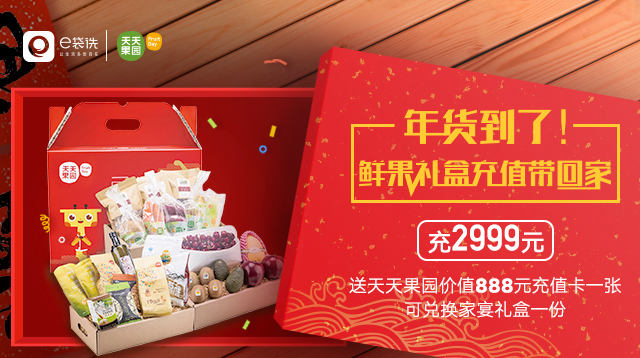 e袋洗
天天果园
Fruit Day
天天果园
年货到了!
鲜果礼盒充值带回家
充2999元
送天天果园价值888元充值卡一张
可兑换家宴礼盒一份